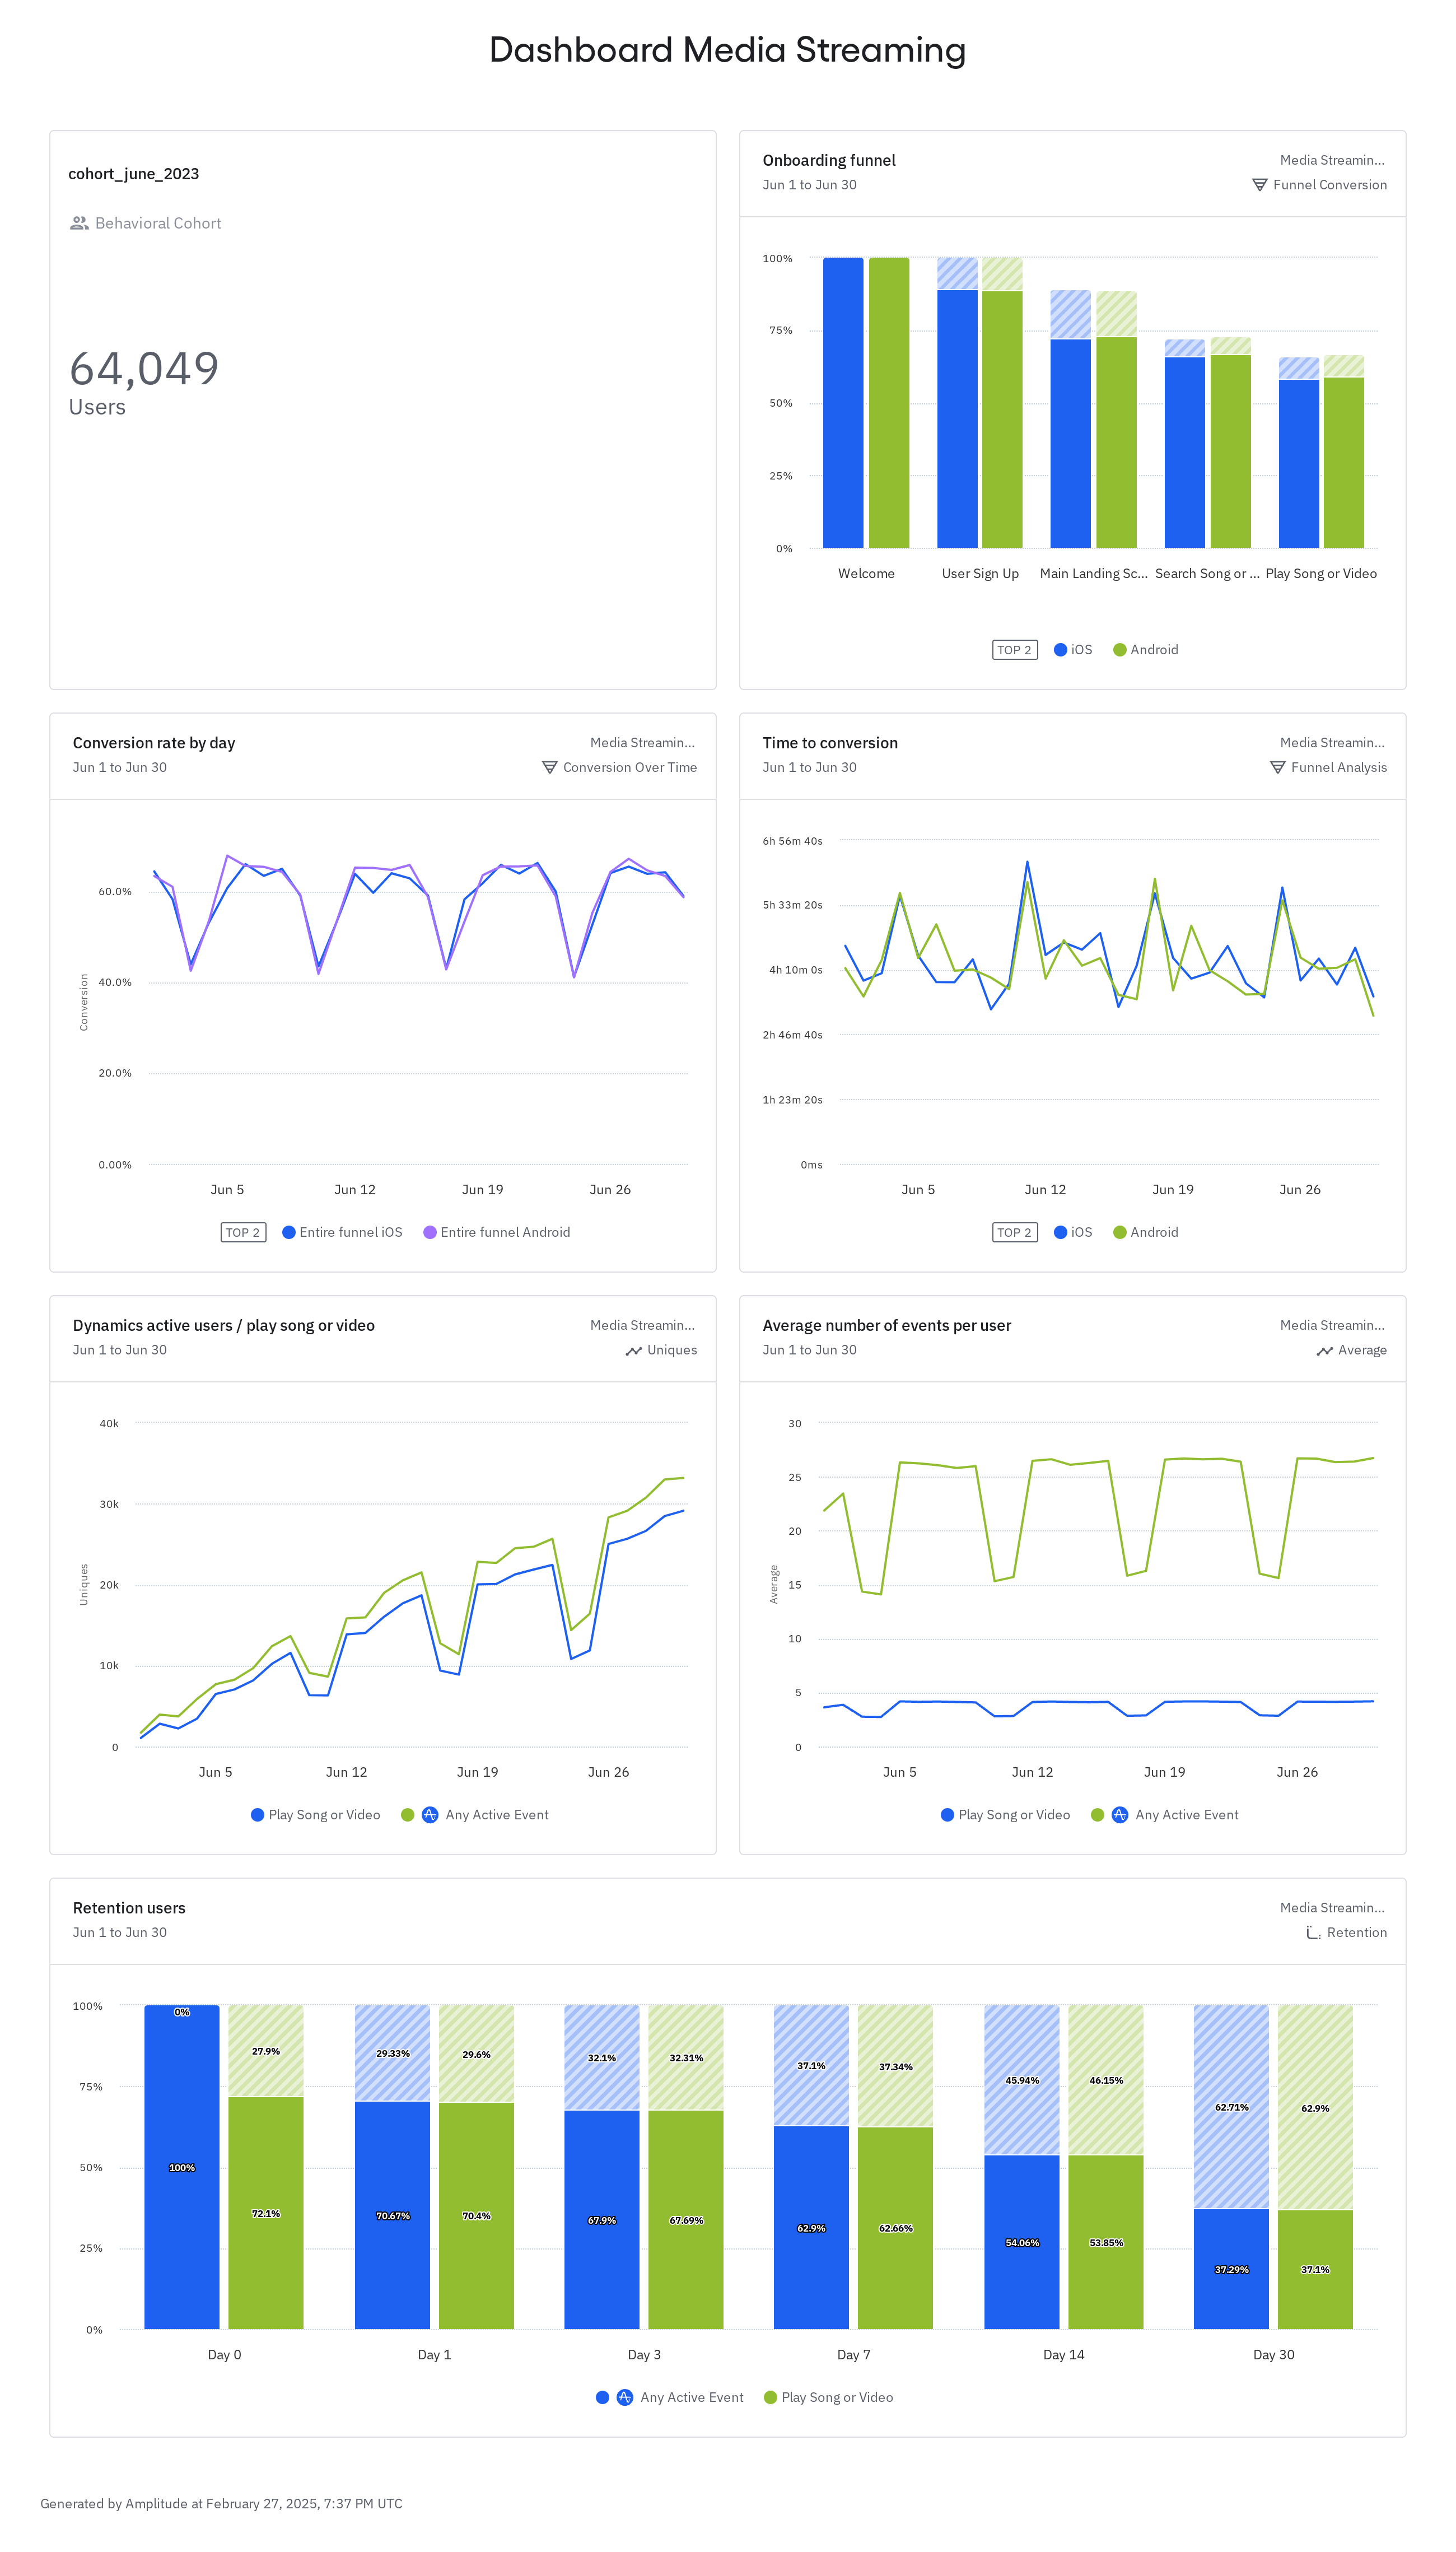 Dashboard Media Streaming
cohort_june_2023
Behavioral Cohort
64,049
Users
Onboarding funnel
Media Streamin...
Jun 1 to Jun 30
Funnel Conversion
100%
75%
50%
25%
0%
Welcome
User Sign Up
Main Landing Sc...
Search Song or ...
Play Song or Video
TOP 2
iOS
Android
Conversion rate by day
Media Streamin...
Jun 1 to Jun 30
Conversion Over Time
Conversion
60.0%
40.0%
20.0%
0.00%
Jun 5
Jun 12
Jun 19
Jun 26
TOP 2
Entire funnel iOS
Entire funnel Android
Time to conversion
Media Streamin...
Jun 1 to Jun 30
Funnel Analysis
6h 56m 40s
5h 33m 20s
4h 10m 0s
2h 46m 40s
1h 23m 20s
0ms
Jun 5
Jun 12
Jun 19
Jun 26
TOP 2
iOS
Android
Dynamics active users / play song or video
Media Streamin...
Jun 1 to Jun 30
Uniques
Uniques
40k
30k
20k
10k
0
Jun 5
Jun 12
Jun 19
Jun 26
Play Song or Video
Any Active Event
Average number of events per user
Media Streamin...
Jun 1 to Jun 30
Average
Average
30
25
20
15
10
5
0
Jun 5
Jun 12
Jun 19
Jun 26
Play Song or Video
Any Active Event
Retention users
Media Streamin...
Jun 1 to Jun 30
Retention
100%
75%
50%
25%
0%
0%
100%
27.9%
72.1%
29.33%
70.67%
29.6%
70.4%
32.1%
67.9%
32.31%
67.69%
37.1%
62.9%
37.34%
62.66%
45.94%
54.06%
46.15%
53.85%
62.71%
37.29%
62.9%
37.1%
Day 0
Day 1
Day 3
Day 7
Day 14
Day 30
Any Active Event
Play Song or Video
Generated by Amplitude at February 27, 2025, 7:37 PM UTC